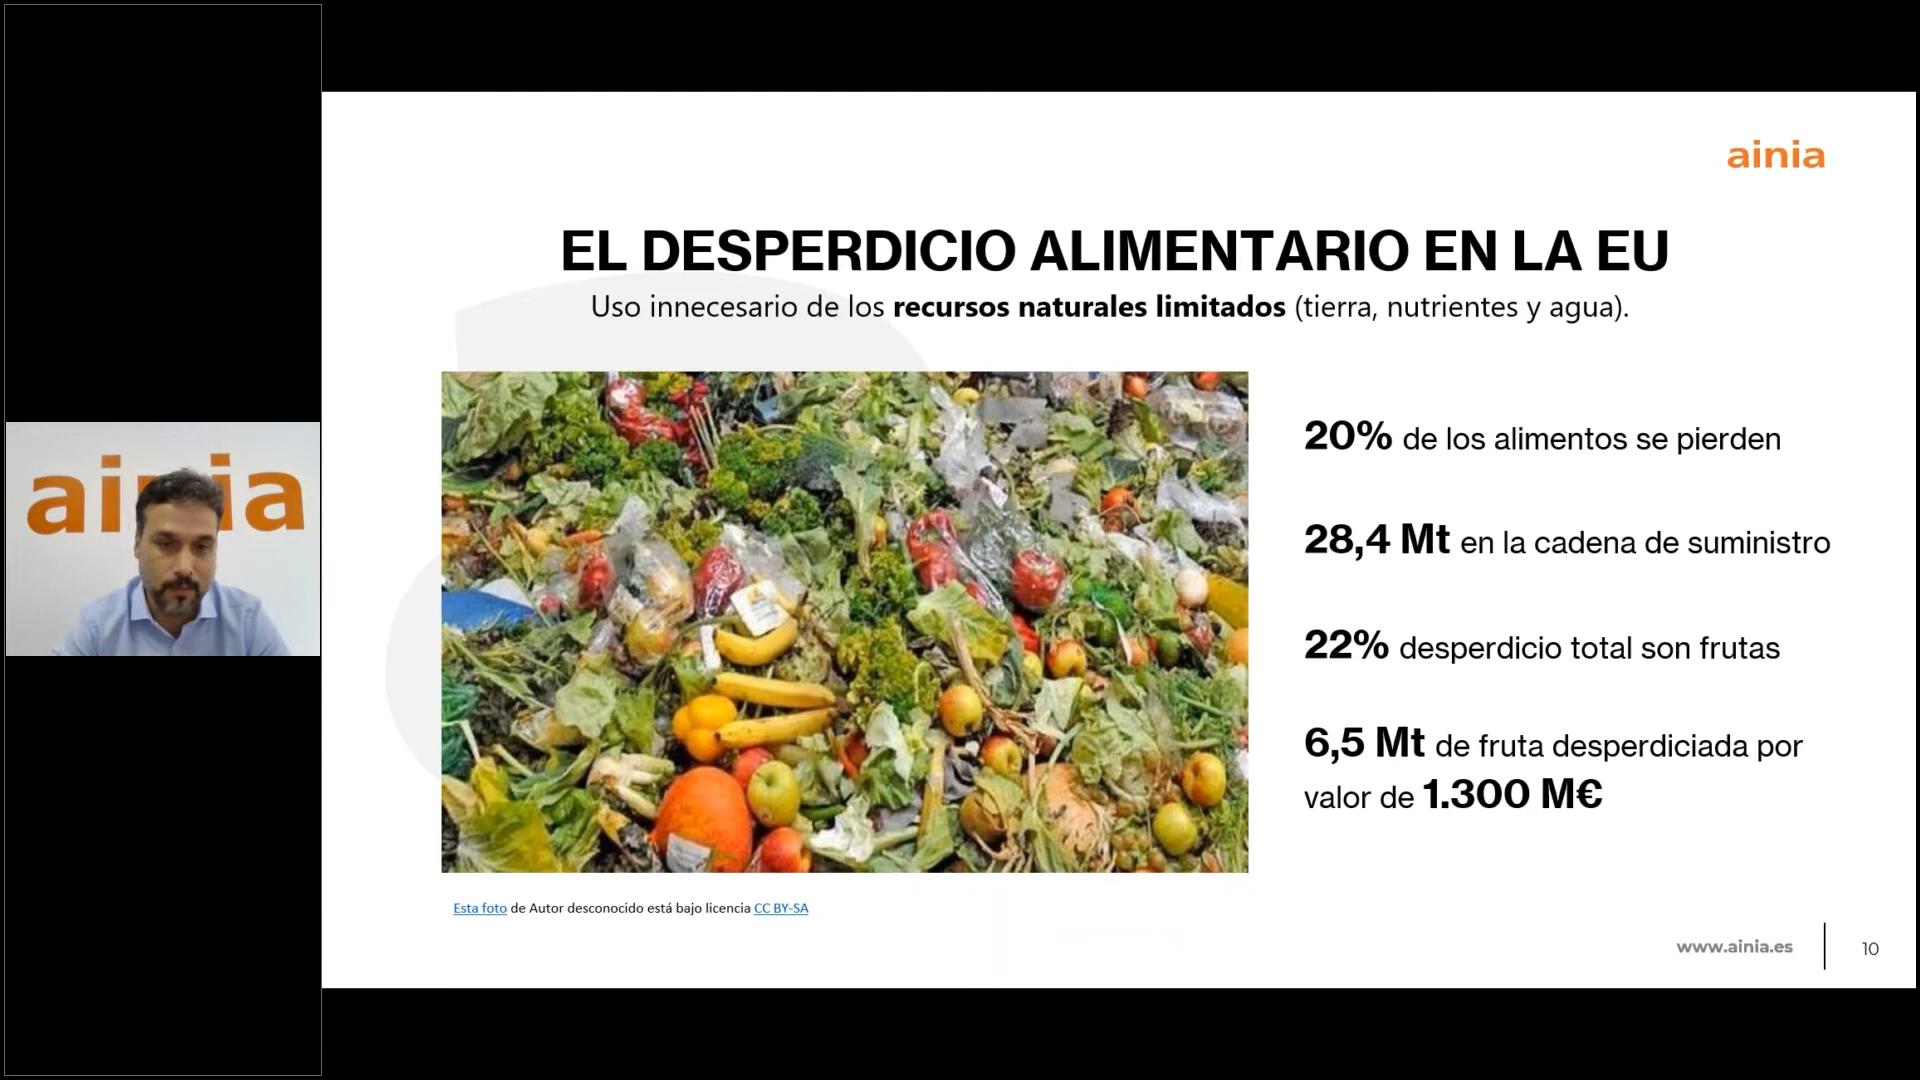 ainia
ainia
EL DESPERDICIO ALIMENTARIO EN LA EU
Uso innecesario de los recursos naturales limitados (tierra, nutrientes y agua).
20% de los alimentos se pierden
28,4 Mt en la cadena de suministro
22% desperdicio total son frutas
6,5 Mt de fruta desperdiciada por
valor de 1.300 M€
Esta foto de Autor desconocido está bajo licencia CC BY-SA
www.ainia.es
10